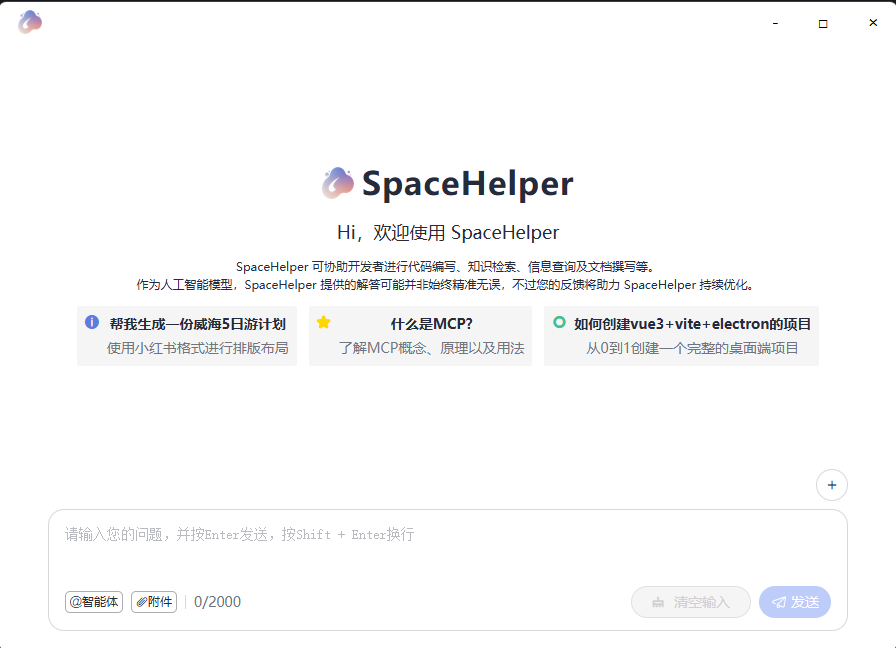 SpaceHelper
Hi，欢迎使用 SpaceHelper
SpaceHelper 可协助开发者进行代码编写、知识检索、信息查询及文档撰写等。
作为人工智能模型，SpaceHelper 提供的解答可能并非始终精准无误，不过您的反馈将助力 SpaceHelper 持续优化。
帮我生成一份威海5日游计划
使用小红书格式进行排版布局
什么是MCP?
了解MCP概念、原理以及用法
如何创建vue3+vite+electron的项目
从0到1创建一个完整的桌面端项目
请输入您的问题，并按Enter发送，按Shift + Enter换行
@智能体 附件 0/2000 清空输入 发送